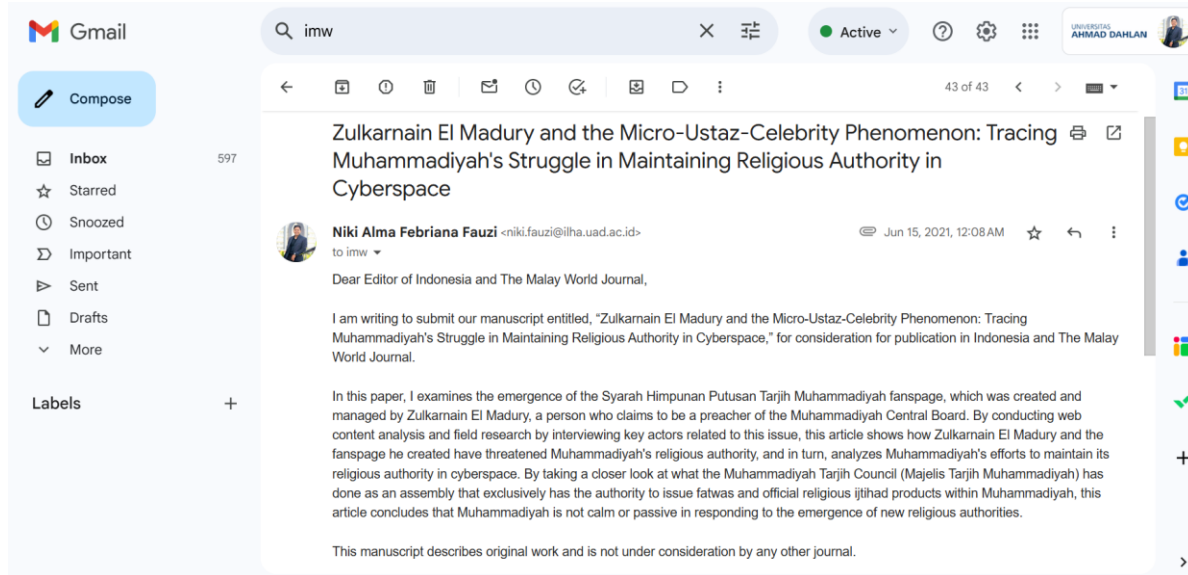 Gmail
imw
Active
UNIVERSITAS
AHMAD DAHLAN
Compose
43 of 43
31
Inbox 597
Starred
Snoozed
Important
Sent
Drafts
More
Labels
Zulkarnain El Madury and the Micro-Ustaz-Celebrity Phenomenon: Tracing
Muhammadiyah's Struggle in Maintaining Religious Authority in
Cyberspace
Niki Alma Febriana Fauzi <niki.fauzi@ilha.uad.ac.id>
Jun 15, 2021, 12:08 AM
to imw
Dear Editor of Indonesia and The Malay World Journal,
I am writing to submit our manuscript entitled, “Zulkarnain El Madury and the Micro-Ustaz-Celebrity Phenomenon: Tracing
Muhammadiyah's Struggle in Maintaining Religious Authority in Cyberspace,” for consideration for publication in Indonesia and The Malay
World Journal.
In this paper, I examines the emergence of the Syarah Himpunan Putusan Tarjih Muhammadiyah fanspage, which was created and
managed by Zulkarnain El Madury, a person who claims to be a preacher of the Muhammadiyah Central Board. By conducting web
content analysis and field research by interviewing key actors related to this issue, this article shows how Zulkarnain El Madury and the
fanspage he created have threatened Muhammadiyah's religious authority, and in turn, analyzes Muhammadiyah's efforts to maintain its
religious authority in cyberspace. By taking a closer look at what the Muhammadiyah Tarjih Council (Majelis Tarjih Muhammadiyah) has
done as an assembly that exclusively has the authority to issue fatwas and official religious ijtihad products within Muhammadiyah, this
article concludes that Muhammadiyah is not calm or passive in responding to the emergence of new religious authorities.
This manuscript describes original work and is not under consideration by any other journal.